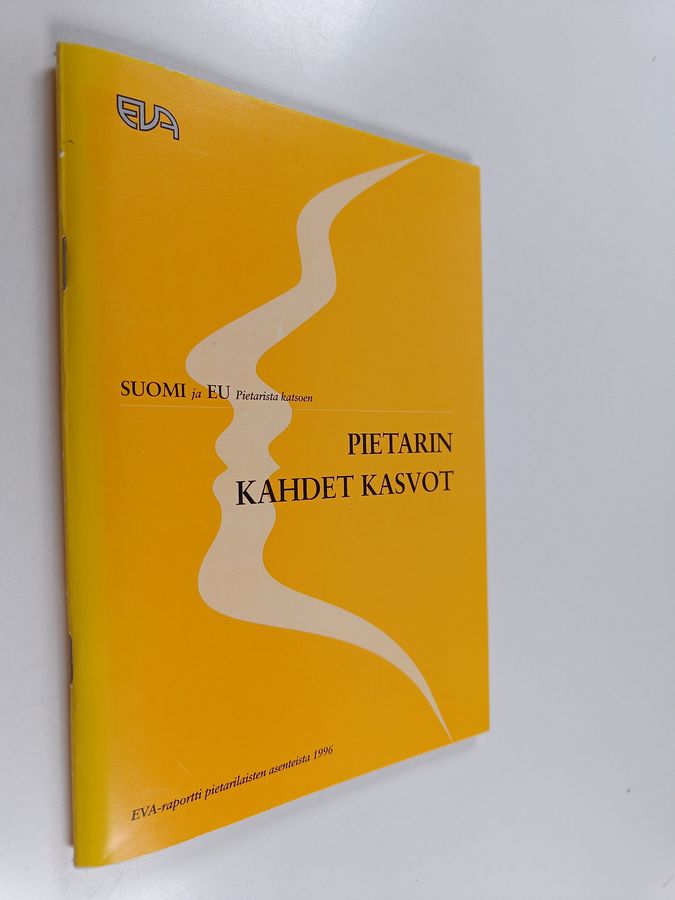 EVA
SUOMI ja EU Pietarista katsoen
PIETARIN
KAHDET KASVOT
EVA-raportti pietarilaisten asenteista 1996